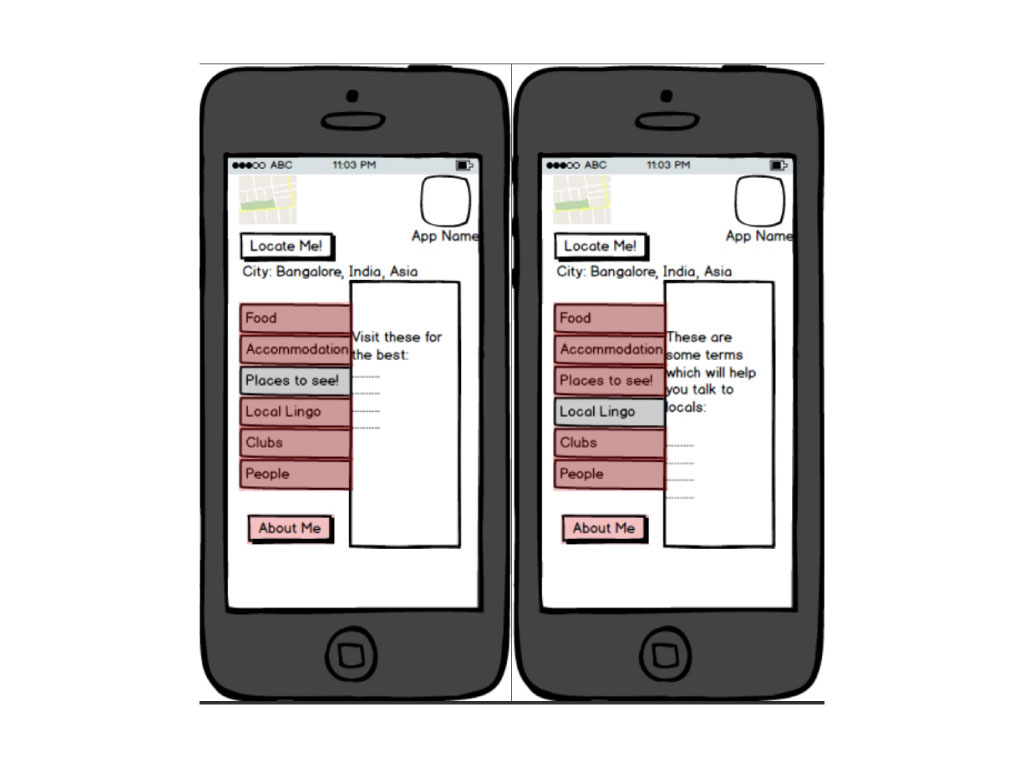 ABC 11:03 PM
App Name
Locate Me!
City: Bangalore, India, Asia
Food
Accommodation
Places to see!
Local Lingo
Clubs
People
About Me
Visit these for
the best:
ABC 11:03 PM
App Name
Locate Me!
City: Bangalore, India, Asia
Food
Accommodation
Places to see!
Local Lingo
Clubs
People
About Me
These are
some terms
which will help
you talk to
locals: